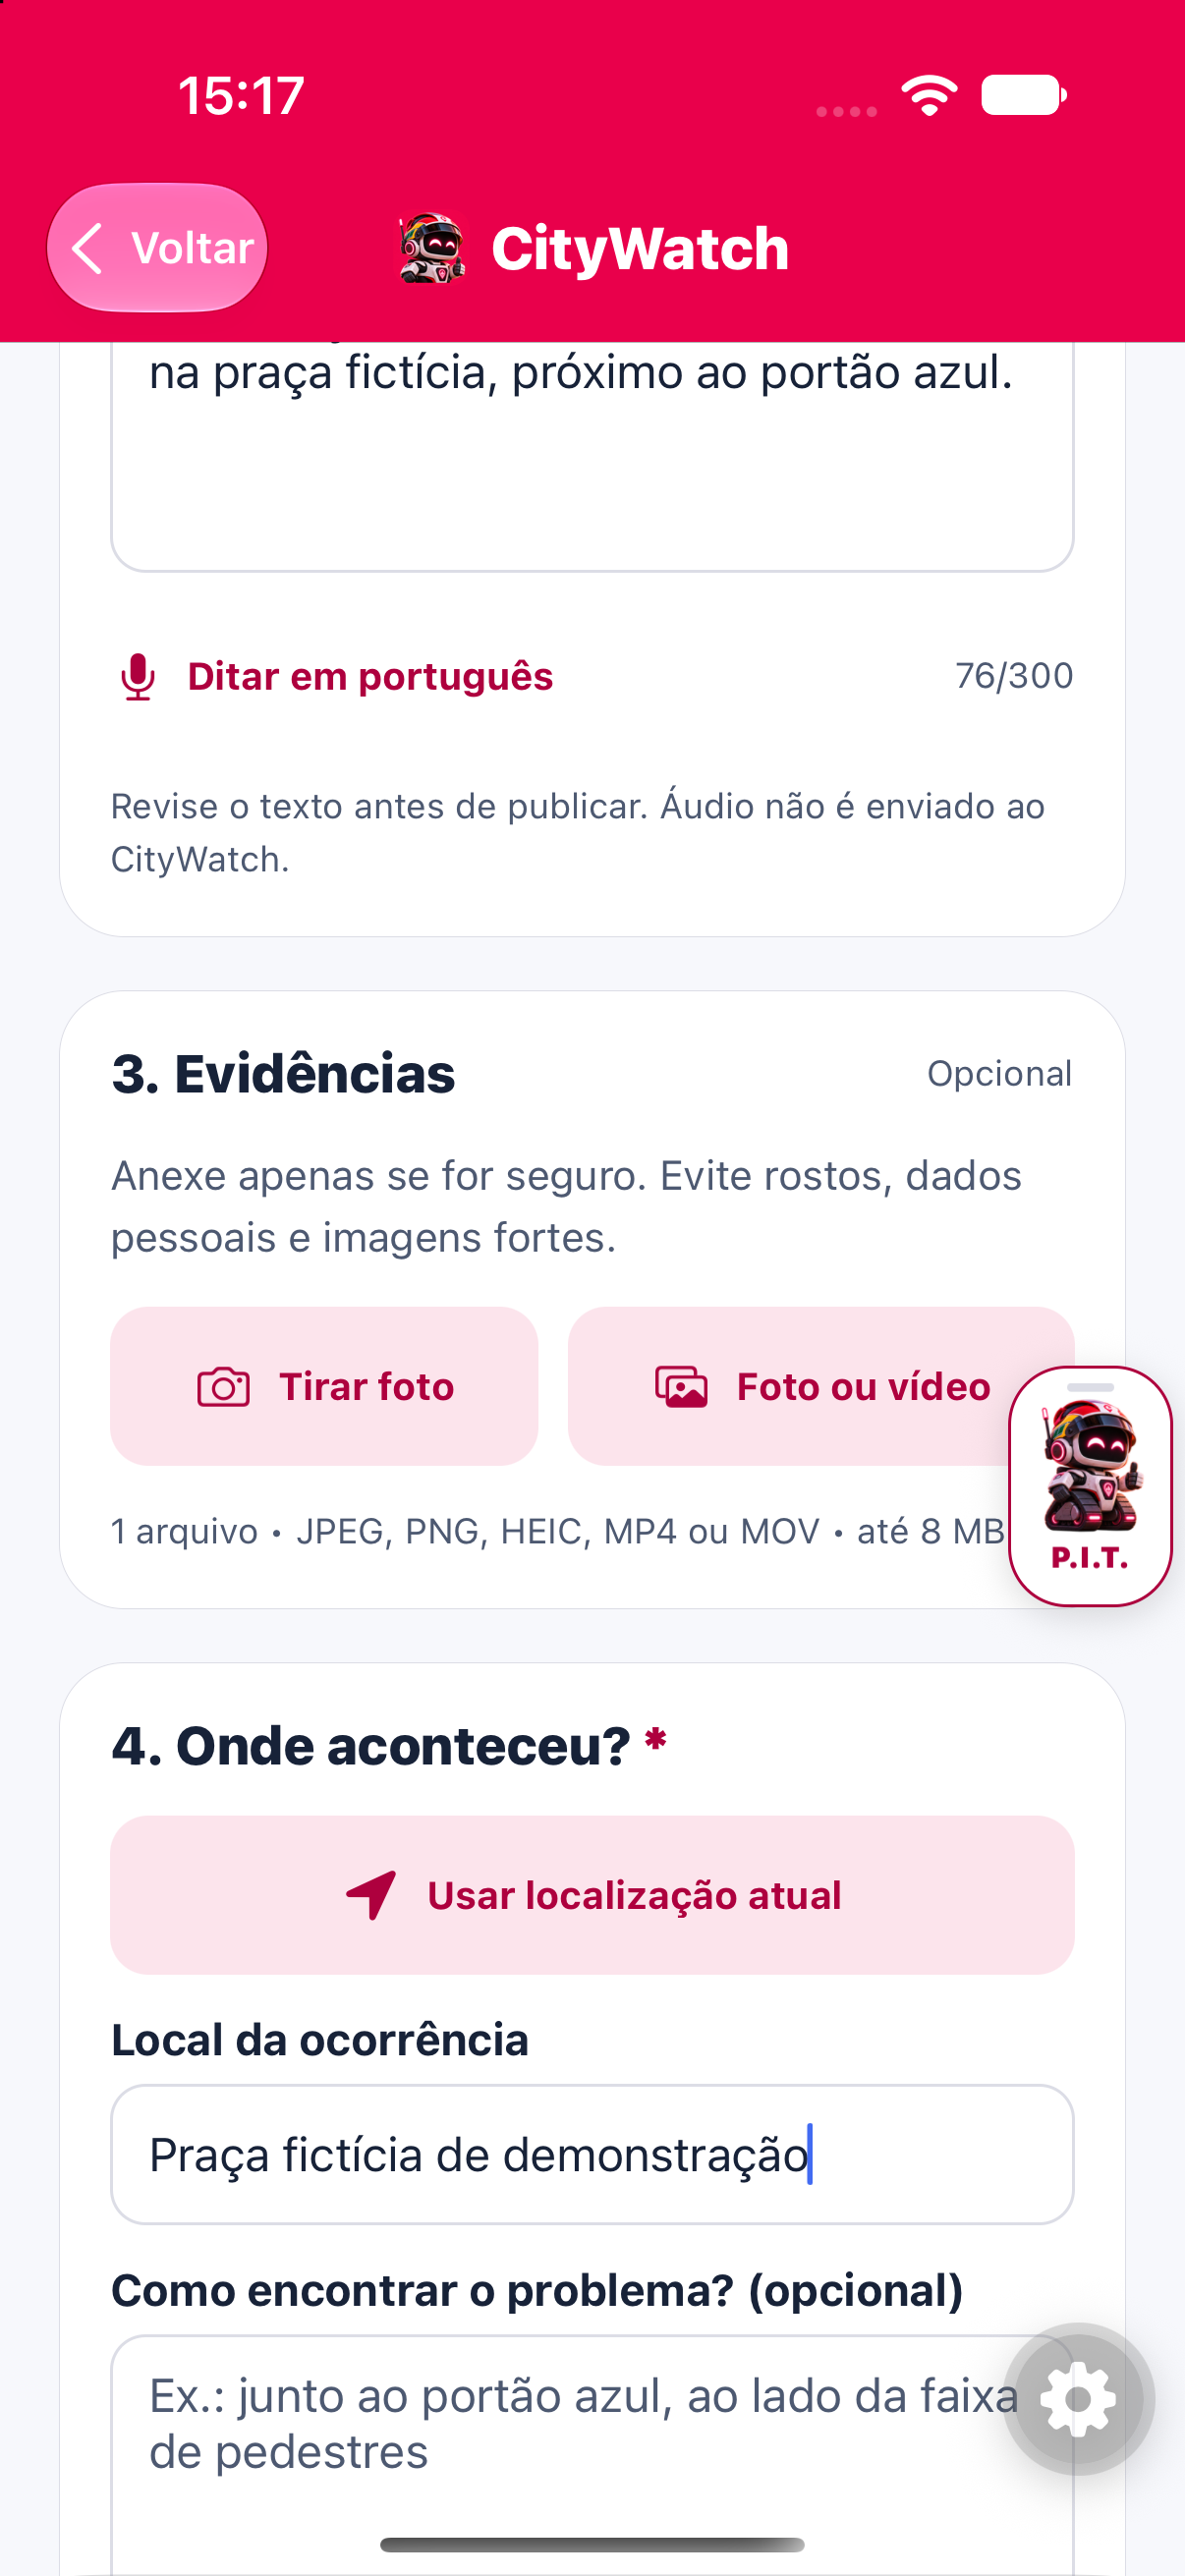 15:17
Voltar
CityWatch
na praça fictícia, próximo ao portão azul.
Ditar em português
76/300
Revise o texto antes de publicar. Áudio não é enviado ao
CityWatch.
3. Evidências
Opcional
Anexe apenas se for seguro. Evite rostos, dados
pessoais e imagens fortes.
Tirar foto
Foto ou vídeo
1 arquivo • JPEG, PNG, HEIC, MP4 ou MOV • até 8 MB
P.I.T.
4. Onde aconteceu? *
Usar localização atual
Local da ocorrência
Praça fictícia de demonstração
Como encontrar o problema? (opcional)
Ex.: junto ao portão azul, ao lado da faixa
de pedestres